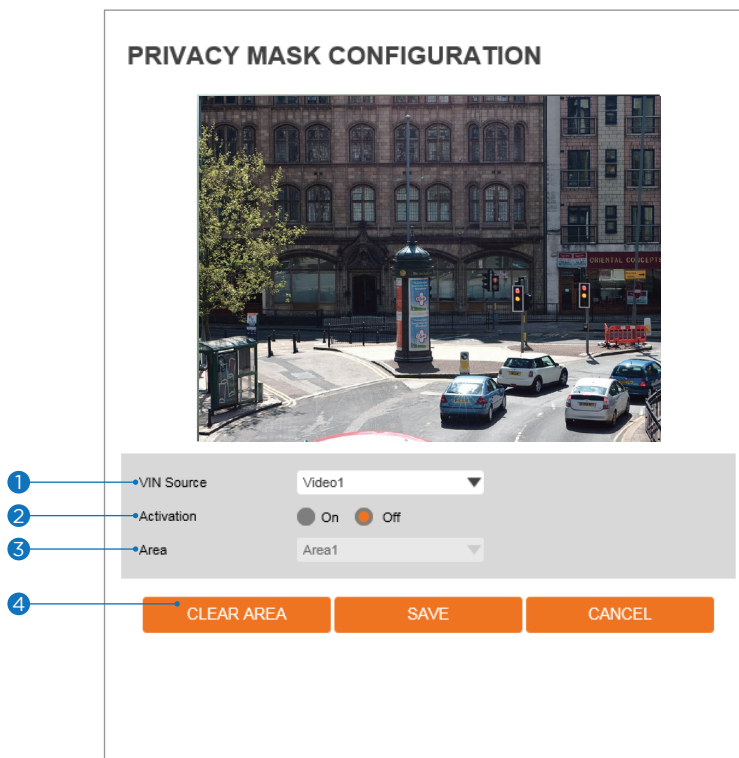 PRIVACY MASK CONFIGURATION
ORIENTAL CONCEPTS
1 VIN Source Video1
2 Activation On Off
3 Area Area1
4 CLEAR AREA SAVE CANCEL